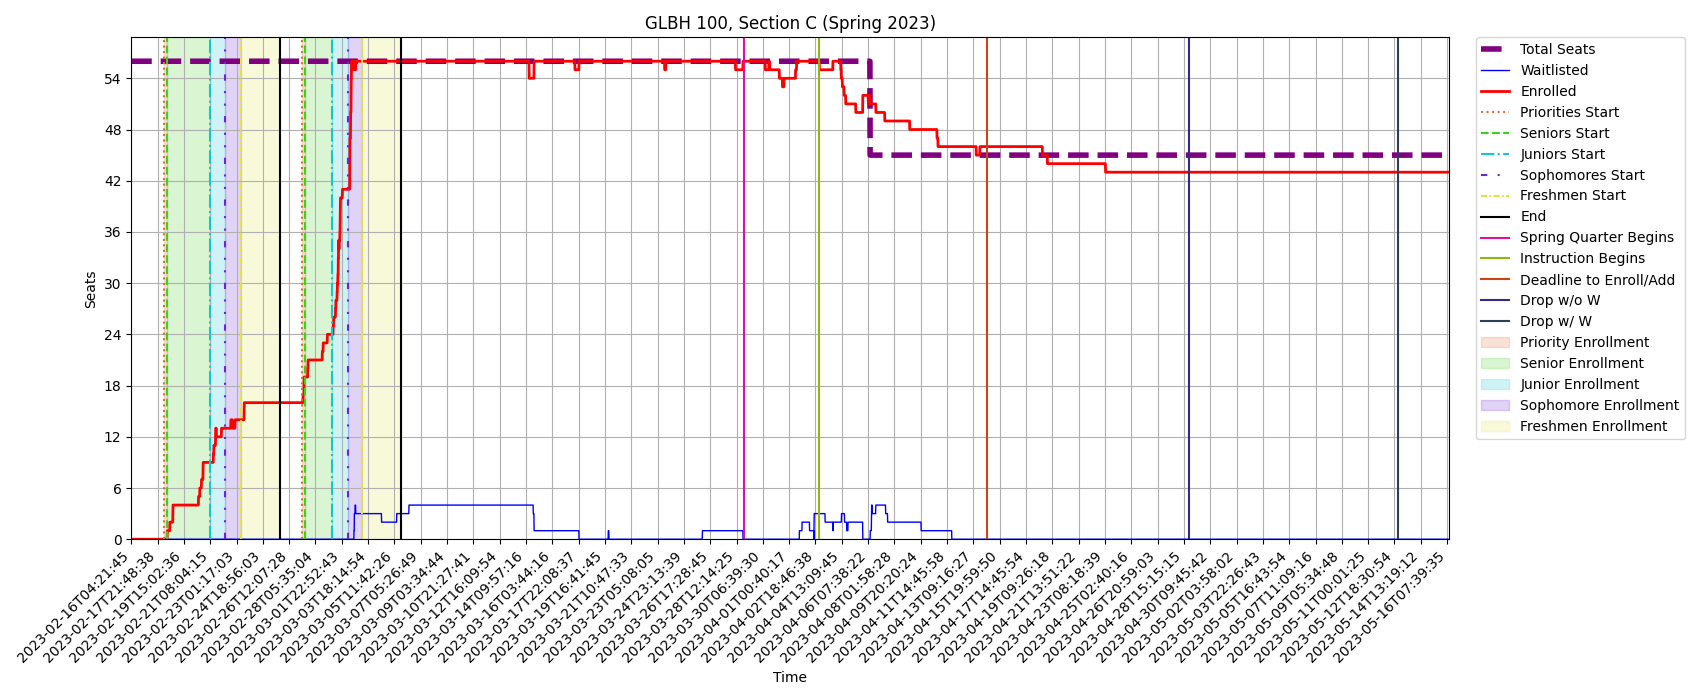 GLBH 100, Section C (Spring 2023)
Seats
54
48
42
36
30
24
18
12
6
0
2023-02-16T04:21:45
2023-02-17T21:48:38
2023-02-19T15:02:36
2023-02-21T08:04:15
2023-02-23T01:17:03
2023-02-24T18:56:03
2023-02-26T12:07:28
2023-02-28T05:35:04
2023-03-01T22:52:43
2023-03-03T18:14:54
2023-03-05T11:42:26
2023-03-07T05:26:49
2023-03-09T03:34:44
2023-03-10T21:27:41
2023-03-12T16:09:54
2023-03-14T09:57:16
2023-03-16T03:44:16
2023-03-17T22:08:37
2023-03-19T16:41:45
2023-03-21T10:47:33
2023-03-23T05:08:05
2023-03-24T23:13:39
2023-03-26T17:28:45
2023-03-28T12:14:25
2023-03-30T06:39:30
2023-04-01T00:40:17
2023-04-02T18:46:38
2023-04-04T13:09:45
2023-04-06T07:38:22
2023-04-08T01:58:28
2023-04-09T20:20:24
2023-04-11T14:45:58
2023-04-13T09:16:27
2023-04-15T19:59:50
2023-04-17T14:45:54
2023-04-19T09:26:18
2023-04-21T13:51:22
2023-04-23T08:18:39
2023-04-25T02:40:16
2023-04-26T20:59:03
2023-04-28T15:15:15
2023-04-30T09:45:42
2023-05-02T03:58:02
2023-05-03T22:26:43
2023-05-05T16:43:54
2023-05-07T11:09:16
2023-05-09T05:34:48
2023-05-11T00:01:25
2023-05-12T18:30:54
2023-05-14T13:19:12
2023-05-16T07:39:35
Time
Total Seats
Waitlisted
Enrolled
Priorities Start
Seniors Start
Juniors Start
Sophomores Start
Freshmen Start
End
Spring Quarter Begins
Instruction Begins
Deadline to Enroll/Add
Drop w/o W
Drop w/ W
Priority Enrollment
Senior Enrollment
Junior Enrollment
Sophomore Enrollment
Freshmen Enrollment